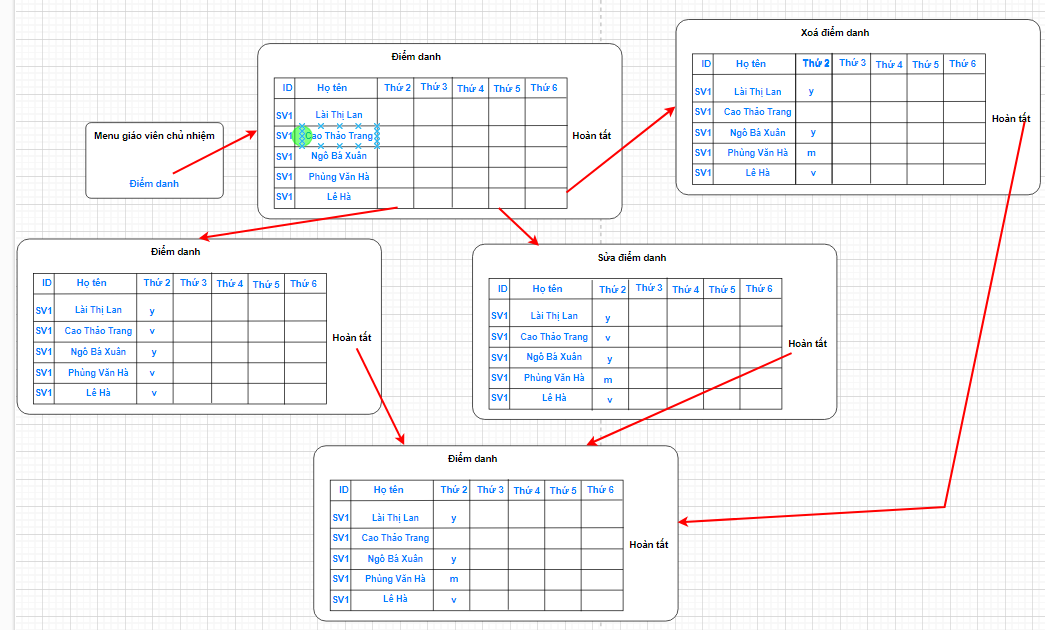 Menu giáo viên chủ nhiệm
Điểm danh
Điểm danh
ID Họ tên Thứ 2 Thứ 3 Thứ 4 Thứ 5 Thứ 6
SV1 Lài Thị Lan
SV1 Cao Thảo Trang
SV1 Ngô Bà Xuân
SV1 Phùng Văn Hà
SV1 Lê Hà
Hoàn tất
Xoá điểm danh
ID Họ tên Thứ 2 Thứ 3 Thứ 4 Thứ 5 Thứ 6
SV1 Lài Thị Lan y
SV1 Cao Thảo Trang
SV1 Ngô Bà Xuân y
SV1 Phùng Văn Hà m
SV1 Lê Hà v
Hoàn tất
Điểm danh
ID Họ tên Thứ 2 Thứ 3 Thứ 4 Thứ 5 Thứ 6
SV1 Lài Thị Lan y
SV1 Cao Thảo Trang v
SV1 Ngô Bà Xuân y
SV1 Phùng Văn Hà v
SV1 Lê Hà v
Hoàn tất
Sửa điểm danh
ID Họ tên Thứ 2 Thứ 3 Thứ 4 Thứ 5 Thứ 6
SV1 Lài Thị Lan y
SV1 Cao Thảo Trang v
SV1 Ngô Bà Xuân y
SV1 Phùng Văn Hà m
SV1 Lê Hà v
Hoàn tất
Điểm danh
ID Họ tên Thứ 2 Thứ 3 Thứ 4 Thứ 5 Thứ 6
SV1 Lài Thị Lan y
SV1 Cao Thảo Trang
SV1 Ngô Bà Xuân y
SV1 Phùng Văn Hà m
SV1 Lê Hà v
Hoàn tất